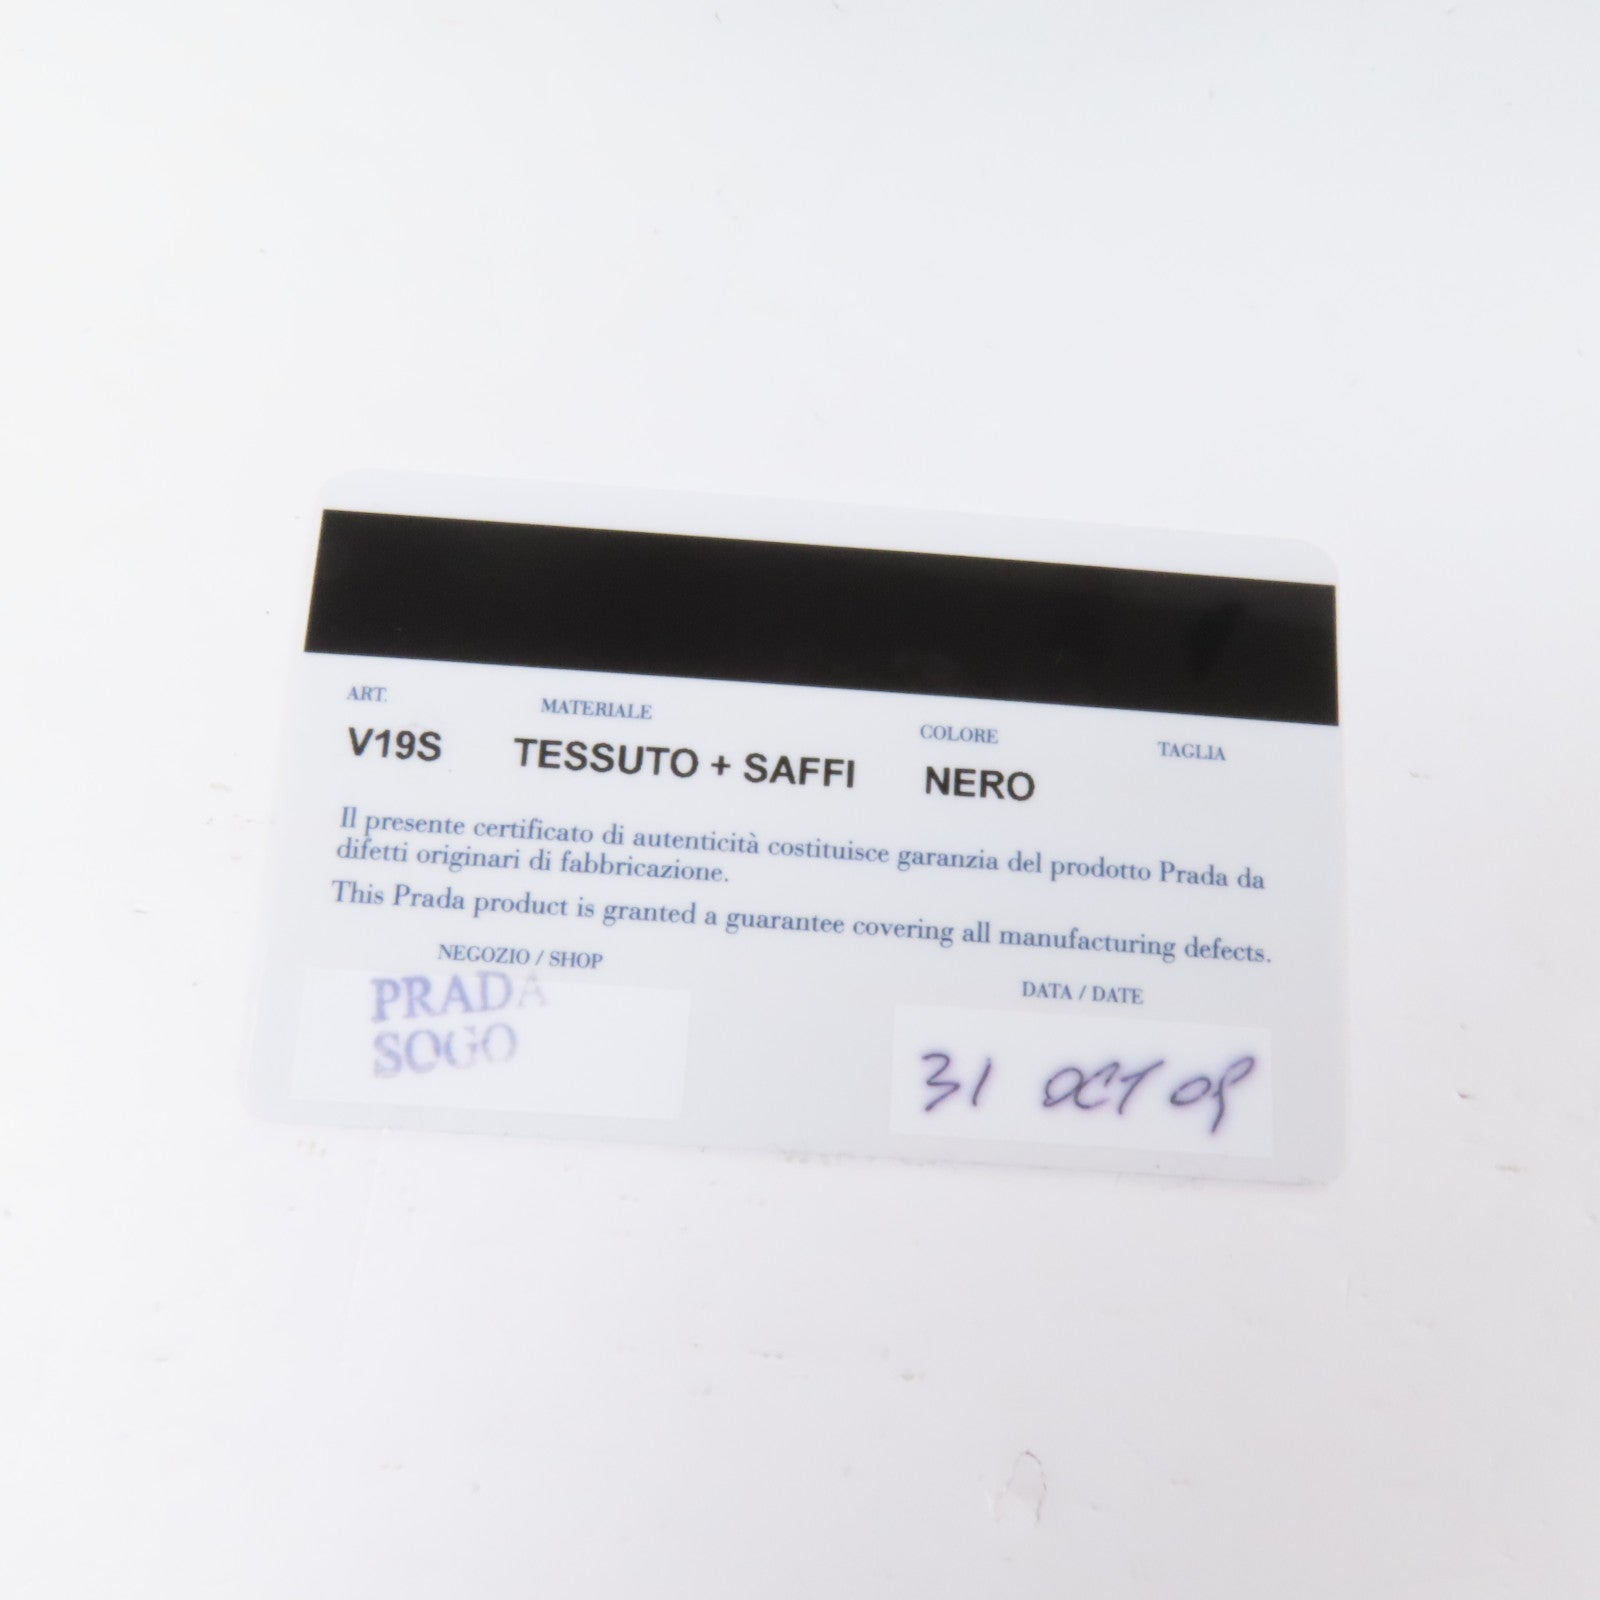 ART. MATERIALE COLORE TAGLIA
V19S TESSUTO + SAFFI NERO
Il presente certificato di autenticità costituisce garanzia del prodotto Prada da
difetti originari di fabbricazione.
This Prada product is granted a guarantee covering all manufacturing defects.
NEGOZIO / SHOP DATA / DATE
PRADA
SOGO
31 OCT 09